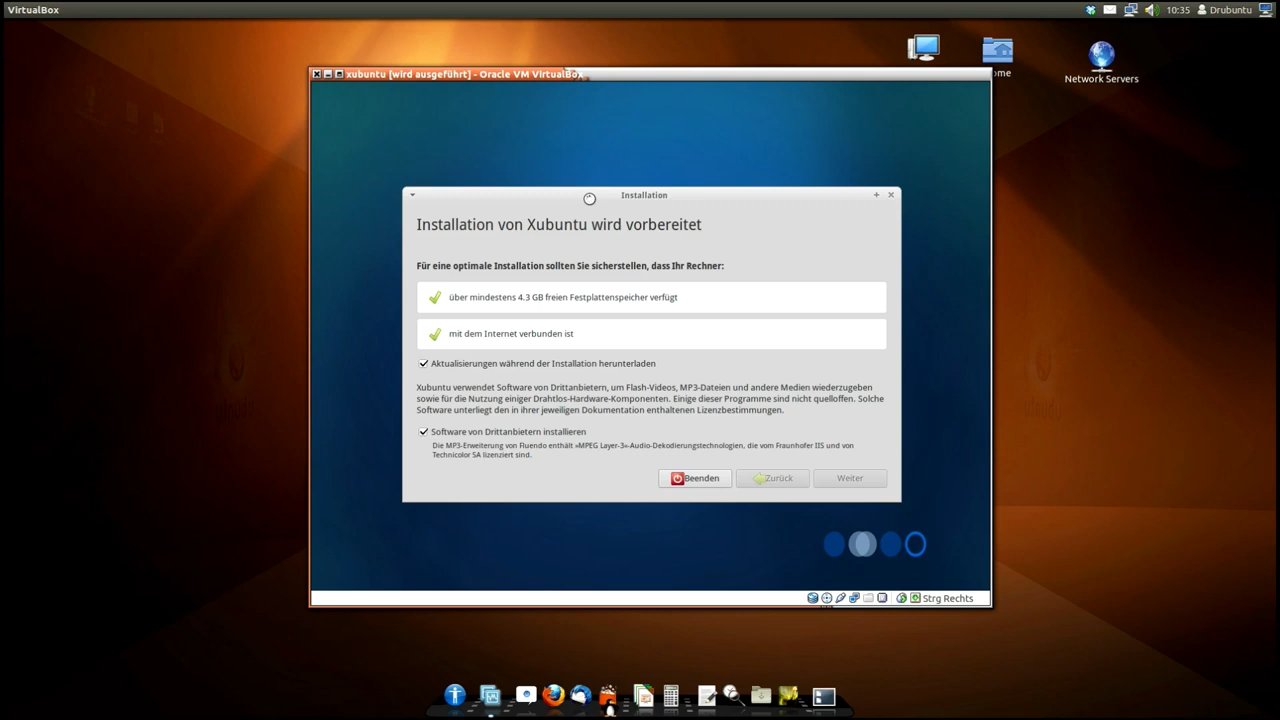 VirtualBox
10:35 Drubuntu
ome
Network Servers
xubuntu [wird ausgeführt] - Oracle VM VirtualBox
Installation
Installation von Xubuntu wird vorbereitet
Für eine optimale Installation sollten Sie sicherstellen, dass Ihr Rechner:
über mindestens 4.3 GB freien Festplattenspeicher verfügt
mit dem Internet verbunden ist
Aktualisierungen während der Installation herunterladen
Xubuntu verwendet Software von Drittanbietern, um Flash-Videos, MP3-Dateien und andere Medien wiederzugeben
sowie für die Nutzung einiger Drahtlos-Hardware-Komponenten. Einige dieser Programme sind nicht quelloffen. Solche
Software unterliegt den in ihrer jeweiligen Dokumentation enthaltenen Lizenzbestimmungen.
Software von Drittanbietern installieren
Die MP3-Erweiterung von Fluendo enthält »MPEG Layer-3«-Audio-Dekodierungstechnologien, die vom Fraunhofer IIS und von
Technicolor SA lizenziert sind.
Beenden Zurück Weiter
Strg Rechts